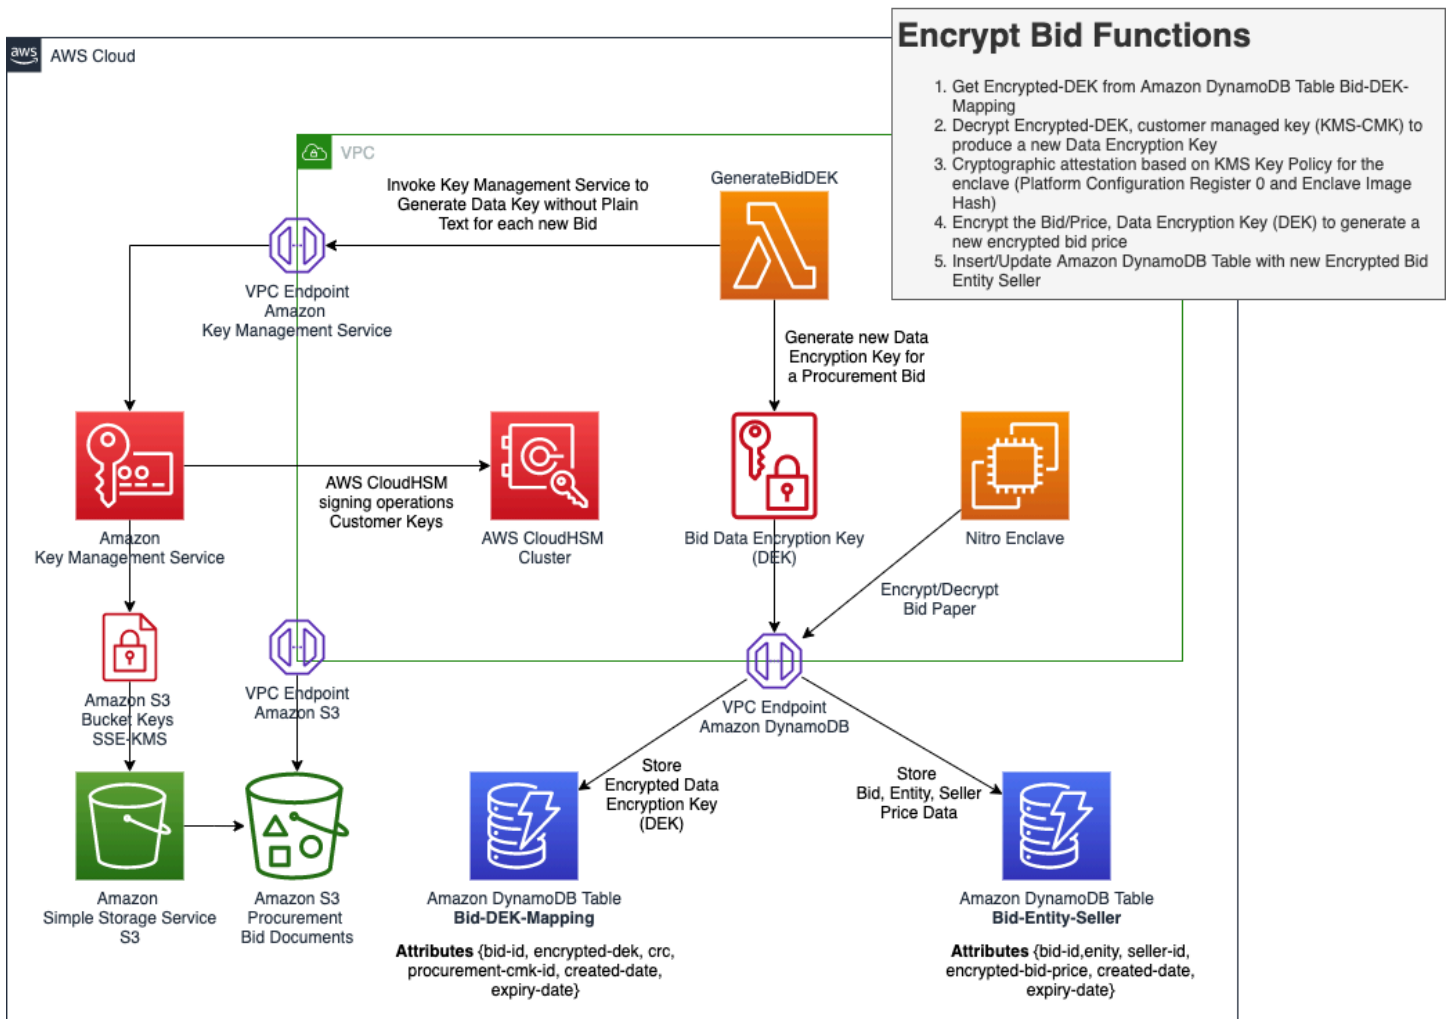 Encrypt Bid Functions
1. Get Encrypted-DEK from Amazon DynamoDB Table Bid-DEK-
Mapping
2. Decrypt Encrypted-DEK, customer managed key (KMS-CMK) to
produce a new Data Encryption Key
3. Cryptographic attestation based on KMS Key Policy for the
enclave (Platform Configuration Register 0 and Enclave Image
Hash)
4. Encrypt the Bid/Price, Data Encryption Key (DEK) to generate a
new encrypted bid price
5. Insert/Update Amazon DynamoDB Table with new Encrypted Bid
Entity Seller
aws
AWS Cloud
VPC
Invoke Key Management Service to
Generate Data Key without Plain
Text for each new Bid
GenerateBidDEK
VPC Endpoint
Amazon
Key Management Service
Generate new Data
Encryption Key for
a Procurement Bid
AWS CloudHSM
signing operations
Customer Keys
Amazon
Key Management Service
AWS CloudHSM
Cluster
Bid Data Encryption Key
(DEK)
Nitro Enclave
Encrypt/Decrypt
Bid Paper
Amazon S3
Bucket Keys
SSE-KMS
VPC Endpoint
Amazon S3
VPC Endpoint
Amazon DynamoDB
Store
Encrypted Data
Encryption Key
(DEK)
Store
Bid, Entity, Seller
Price Data
Amazon
Simple Storage Service
S3
Amazon S3
Procurement
Bid Documents
Amazon DynamoDB Table
Bid-DEK-Mapping
Attributes {bid-id, encrypted-dek, crc,
procurement-cmk-id, created-date,
expiry-date}
Amazon DynamoDB Table
Bid-Entity-Seller
Attributes {bid-id,enity, seller-id,
encrypted-bid-price, created-date,
expiry-date}